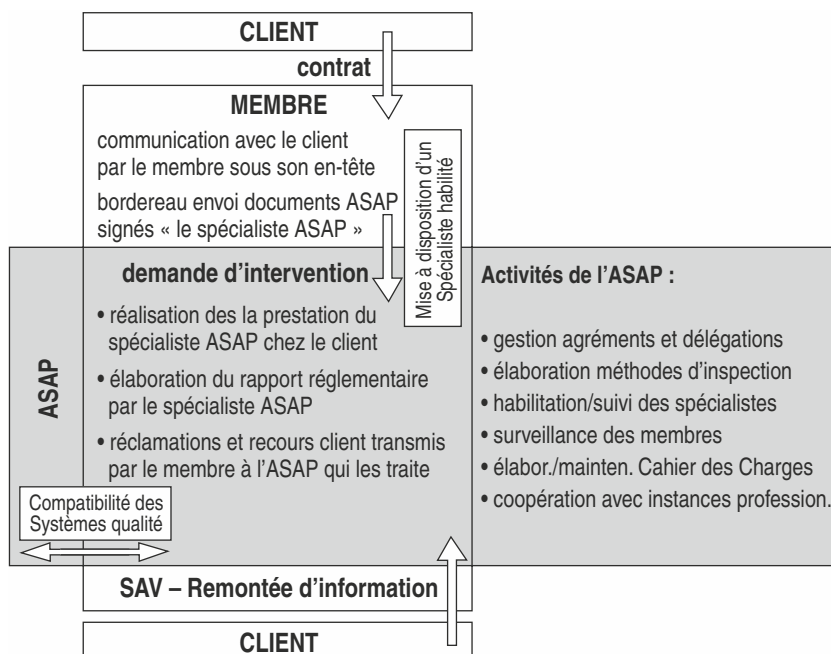 CLIENT
contrat
MEMBRE
communication avec le client
par le membre sous son en-tête
bordereau envoi documents ASAP
signés « le spécialiste ASAP »
Mise à disposition d'un
Spécialiste habilité
ASAP
demande d'intervention
• réalisation des la prestation du
spécialiste ASAP chez le client
• élaboration du rapport réglementaire
par le spécialiste ASAP
• réclamations et recours client transmis
par le membre à l'ASAP qui les traite
Compatibilité des
Systèmes qualité
Activités de l'ASAP :
• gestion agréments et délégations
• élaboration méthodes d'inspection
• habilitation/suivi des spécialistes
• surveillance des membres
• élabor./mainten. Cahier des Charges
• coopération avec instances profession.
SAV – Remontée d'information
CLIENT